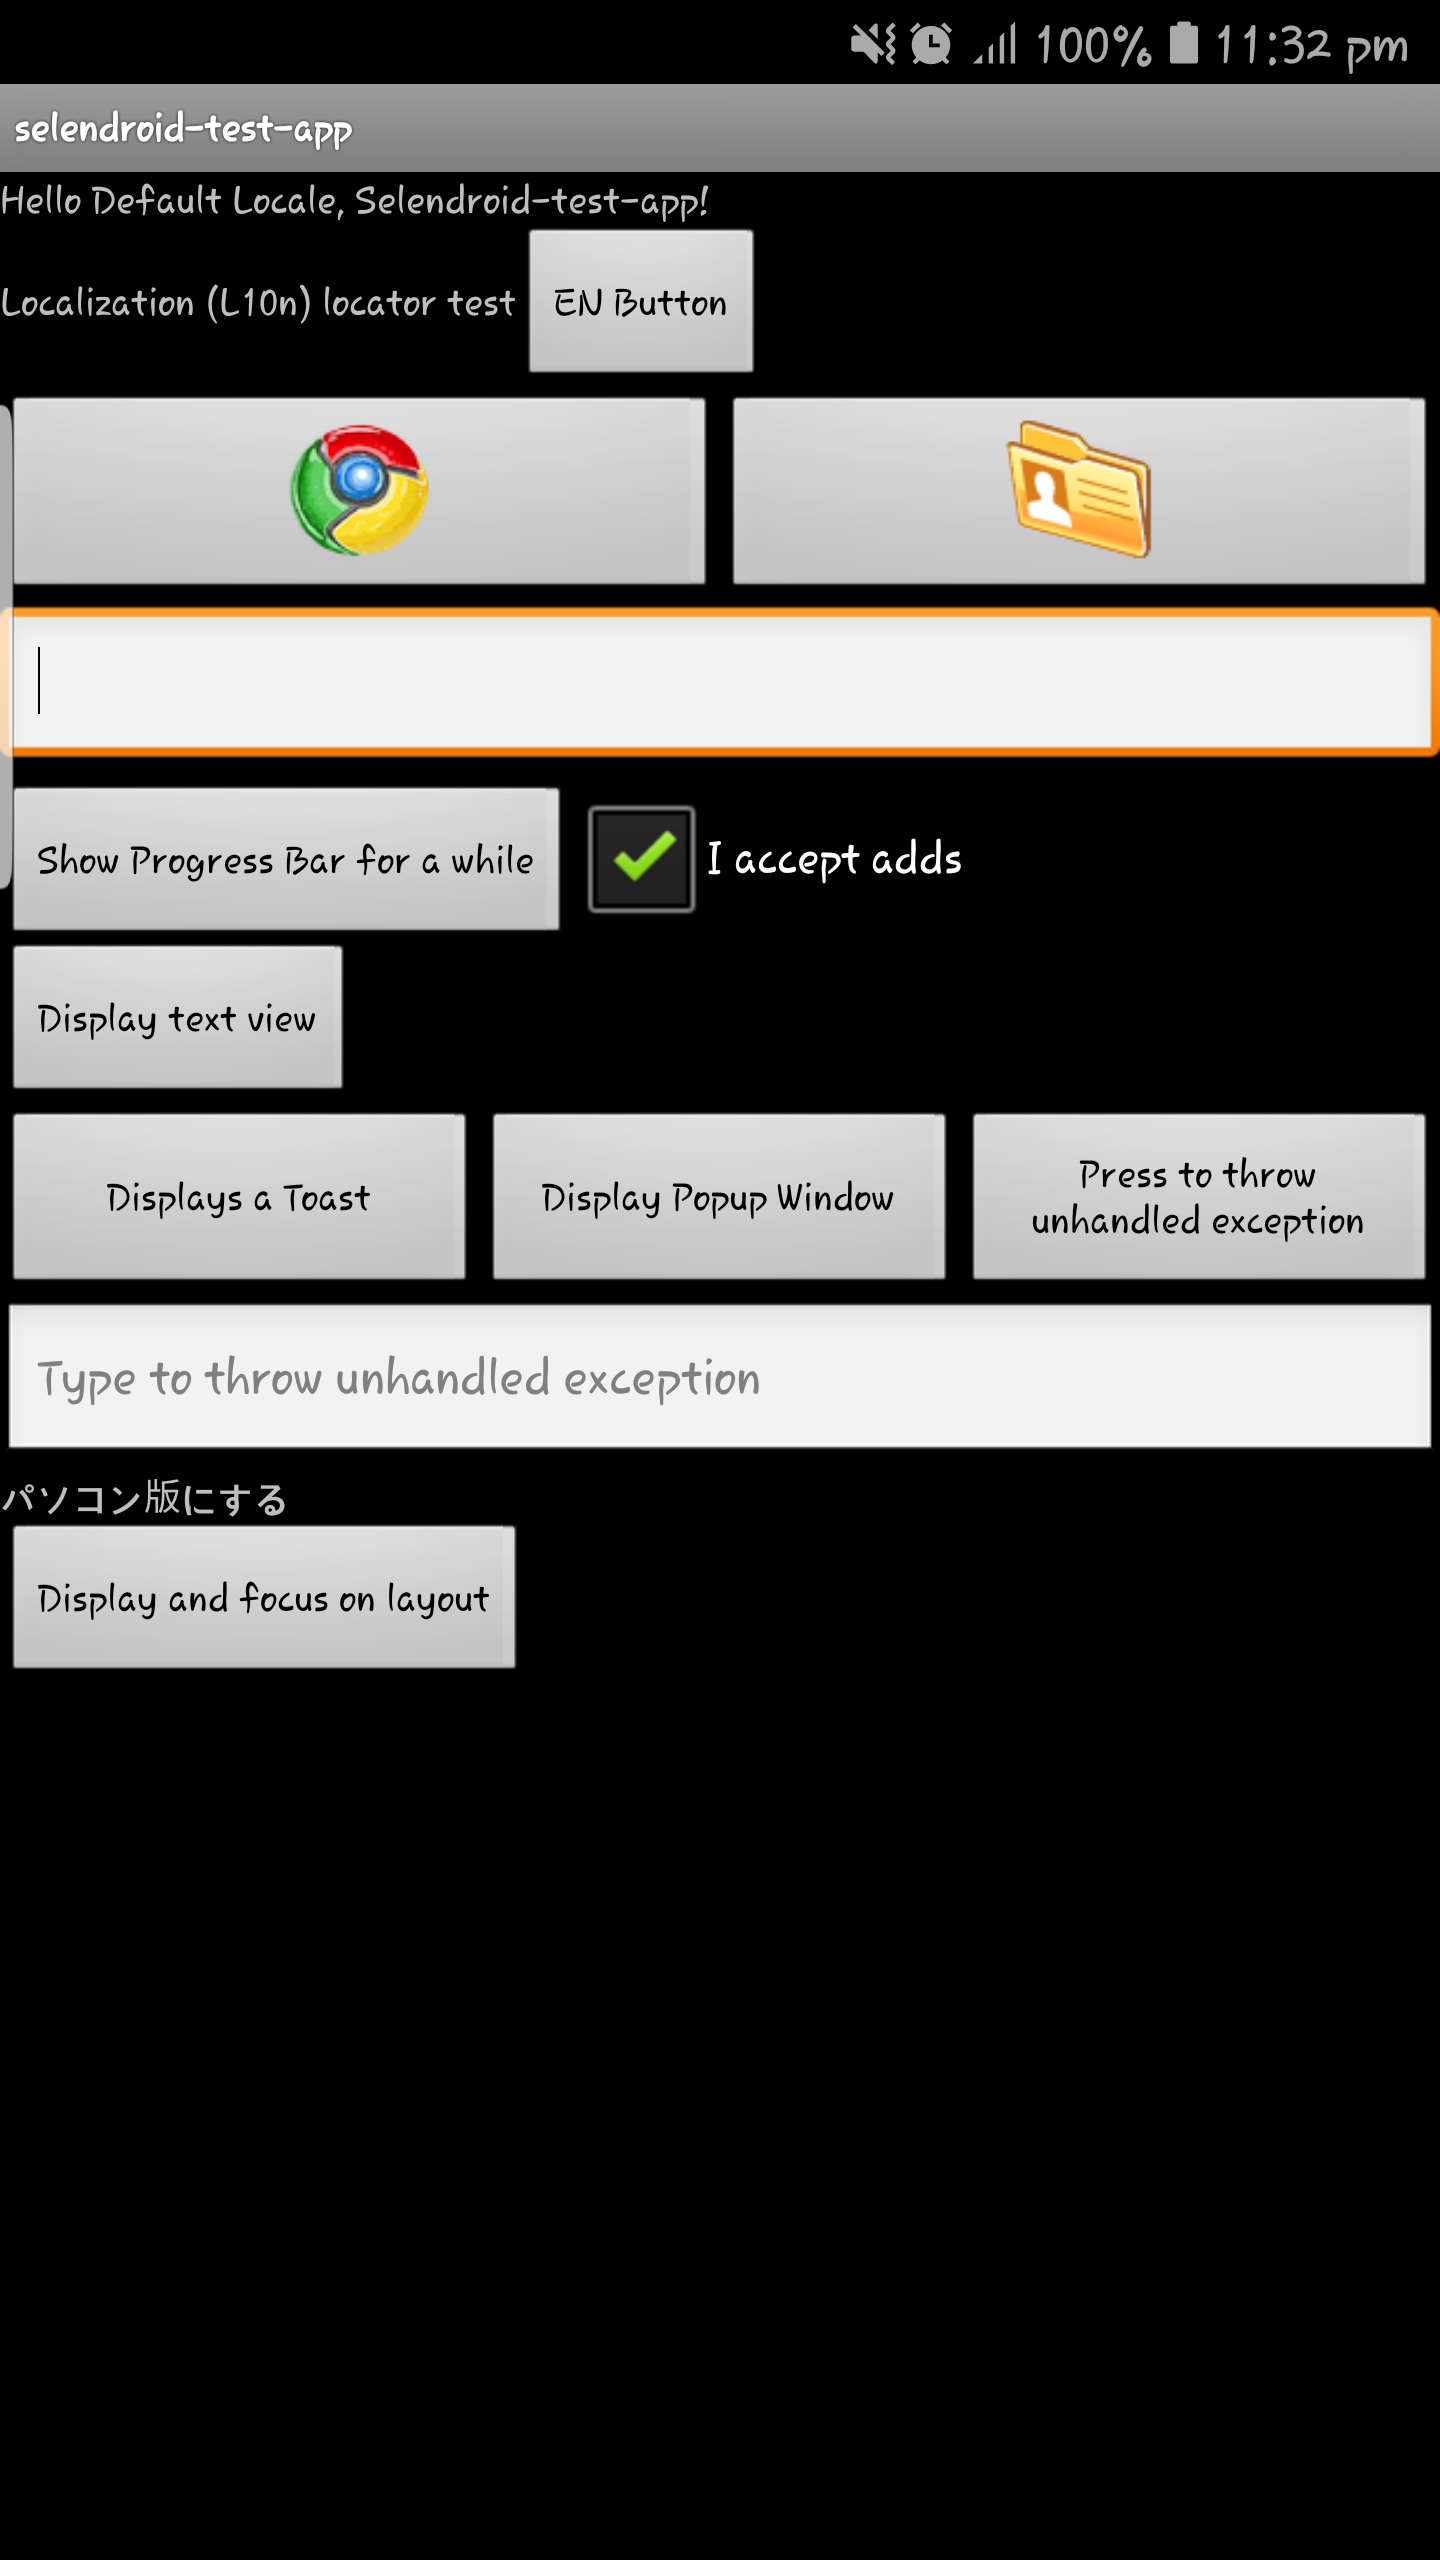 100% 11:32 pm
selendroid-test-app
Hello Default Locale, Selendroid-test-app!
Localization (L10n) locator test EN Button
Show Progress Bar for a while I accept adds
Display text view
Displays a Toast Display Popup Window Press to throw
unhandled exception
Type to throw unhandled exception
パソコン版にする
Display and focus on layout